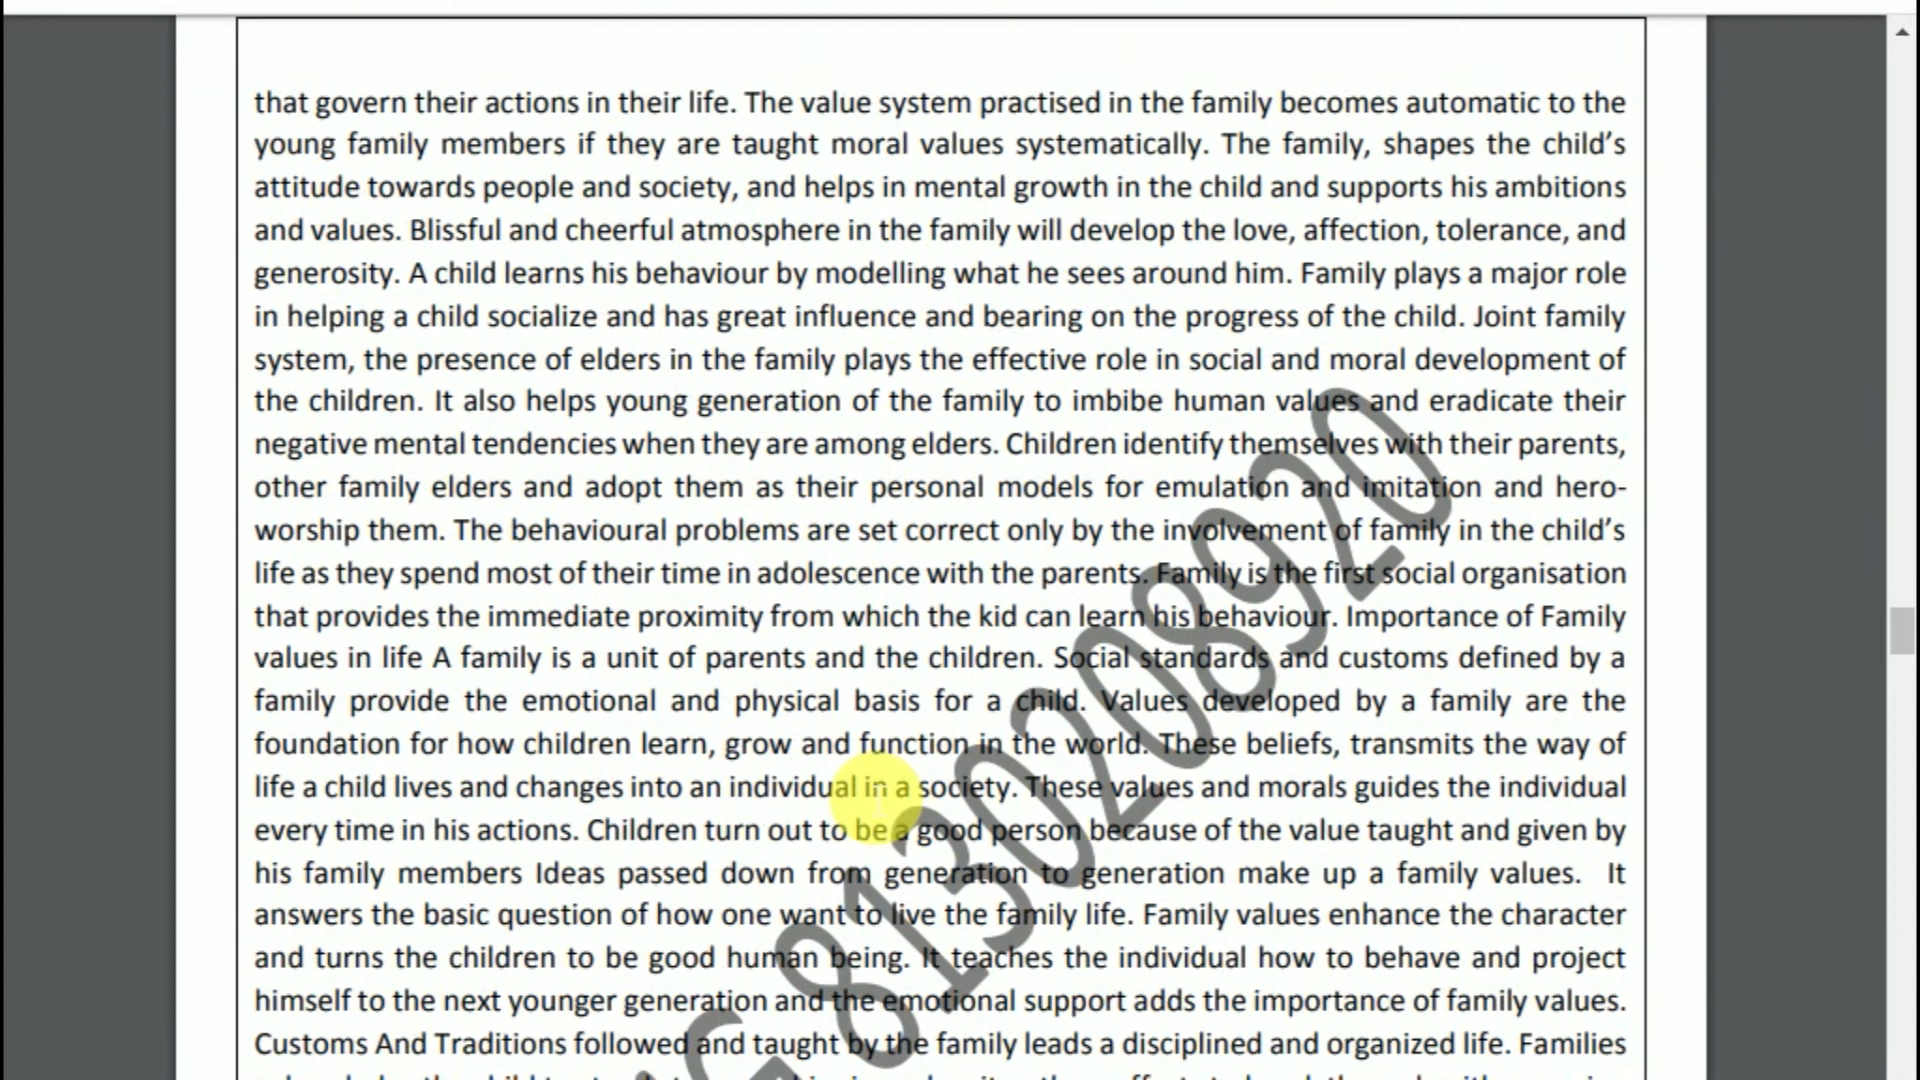 that govern their actions in their life. The value system practised in the family becomes automatic to the
young family members if they are taught moral values systematically. The family, shapes the child’s
attitude towards people and society, and helps in mental growth in the child and supports his ambitions
and values. Blissful and cheerful atmosphere in the family will develop the love, affection, tolerance, and
generosity. A child learns his behaviour by modelling what he sees around him. Family plays a major role
in helping a child socialize and has great influence and bearing on the progress of the child. Joint family
system, the presence of elders in the family plays the effective role in social and moral development of
the children. It also helps young generation of the family to imbibe human values and eradicate their
negative mental tendencies when they are among elders. Children identify themselves with their parents,
other family elders and adopt them as their personal models for emulation and imitation and hero-
worship them. The behavioural problems are set correct only by the involvement of family in the child’s
life as they spend most of their time in adolescence with the parents. Family is the first social organisation
that provides the immediate proximity from which the kid can learn his behaviour. Importance of Family
values in life A family is a unit of parents and the children. Social standards and customs defined by a
family provide the emotional and physical basis for a child. Values developed by a family are the
foundation for how children learn, grow and function in the world. These beliefs, transmits the way of
life a child lives and changes into an individual in a society. These values and morals guides the individual
every time in his actions. Children turn out to be a good person because of the value taught and given by
his family members Ideas passed down from generation to generation make up a family values. It
answers the basic question of how one want to live the family life. Family values enhance the character
and turns the children to be good human being. It teaches the individual how to behave and project
himself to the next younger generation and the emotional support adds the importance of family values.
Customs And Traditions followed and taught by the family leads a disciplined and organized life. Families
G 8130208920